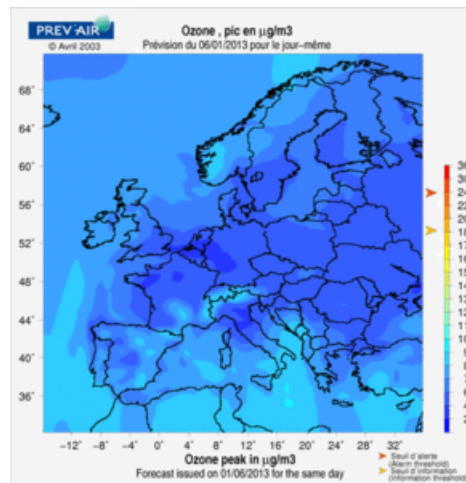 PREV'AIR
© Avril 2003
Ozone , pic en µg/m3
Prévision du 06/01/2013 pour le jour-même
68°
64°
60°
56°
52°
48°
44°
40°
36°
-12° -8° -4° 0° 4° 8° 12° 16° 20° 24° 28° 32°
Ozone peak in µg/m3
Forecast issued on 01/06/2013 for the same day
Seuil d'alerte
(Alarm threshold)
Seuil d'information
(Information threshold)